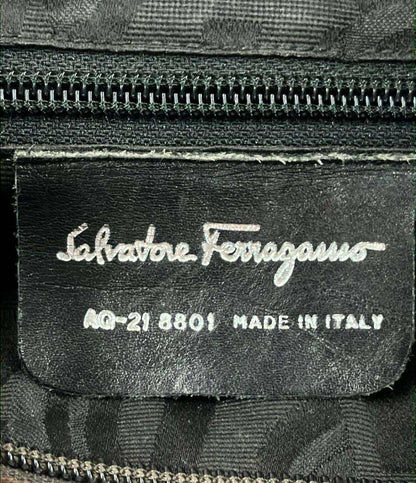 Salvatore Ferragamo
AQ-21 8801 MADE IN ITALY